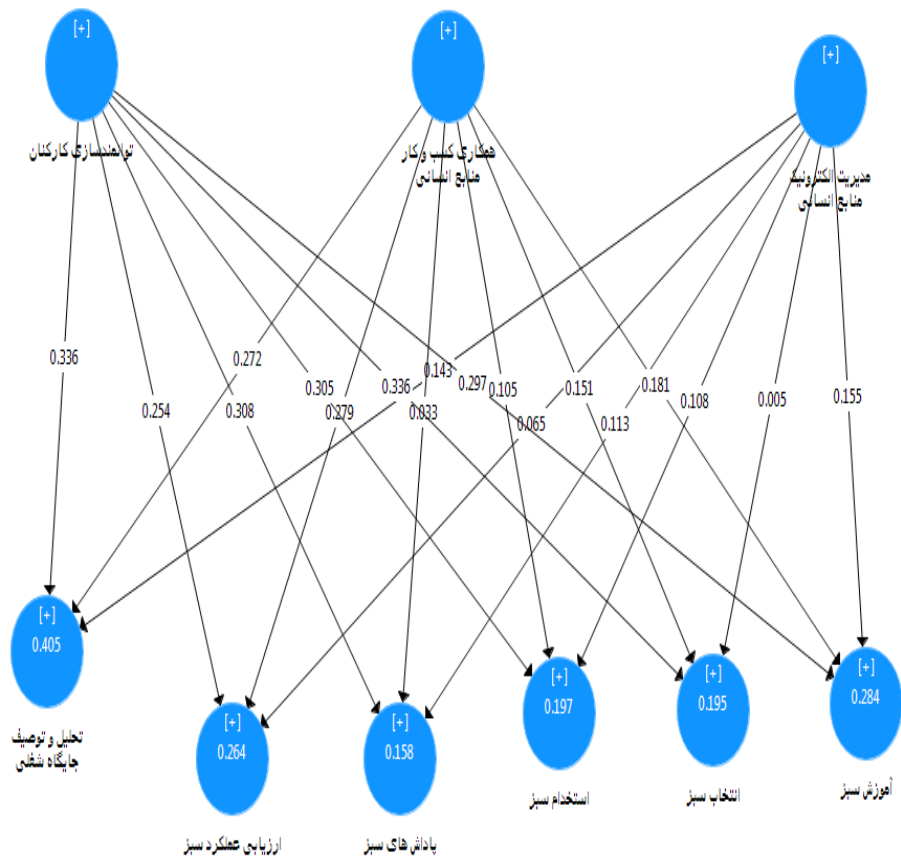 [+]
[+]
[+]
توانمندسازی کارکنان
همکاری کسب و کار
منابع انسانی
مدیریت الکترونیک
منابع انسانی
0.336
0.272
0.143
0.297
0.305
0.336
0.105
0.151
0.181
0.108
0.005
0.155
0.254
0.308
0.279
0.033
0.065
0.113
[+]
0.405
[+]
0.264
[+]
0.158
[+]
0.197
[+]
0.195
[+]
0.284
تحلیل و توصیف
جایگاه شغلی
ارزیابی عملکرد سبز
پاداش های سبز
استخدام سبز
انتخاب سبز
آموزش سبز